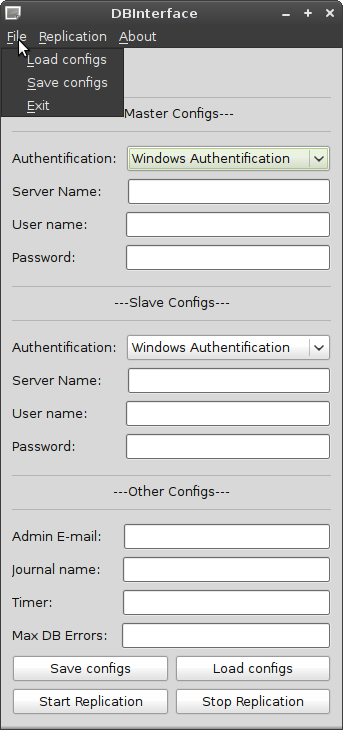 DBInterface
File Replication About
Load configs
Save configs
Exit
Master Configs---
Authentification: Windows Authentification
Server Name:
User name:
Password:
---Slave Configs---
Authentification: Windows Authentification
Server Name:
User name:
Password:
---Other Configs---
Admin E-mail:
Journal name:
Timer:
Max DB Errors:
Save configs Load configs
Start Replication Stop Replication